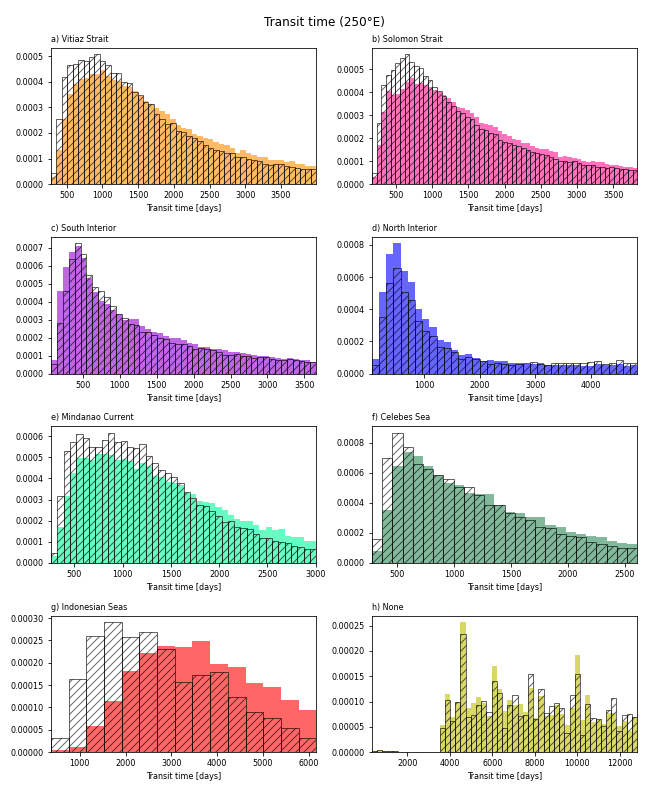 Transit time (250°E)
a) Vitiaz Strait
b) Solomon Strait
0.0005
0.0004
0.0003
0.0002
0.0001
0.0000
500 1000 1500 2000 2500 3000 3500
Transit time [days]
0.0005
0.0004
0.0003
0.0002
0.0001
0.0000
500 1000 1500 2000 2500 3000 3500
Transit time [days]
c) South Interior
d) North Interior
0.0007
0.0006
0.0005
0.0004
0.0003
0.0002
0.0001
0.0000
500 1000 1500 2000 2500 3000 3500
Transit time [days]
0.0008
0.0006
0.0004
0.0002
0.0000
1000 2000 3000 4000
Transit time [days]
e) Mindanao Current
f) Celebes Sea
0.0006
0.0005
0.0004
0.0003
0.0002
0.0001
0.0000
500 1000 1500 2000 2500 3000
Transit time [days]
0.0008
0.0006
0.0004
0.0002
0.0000
500 1000 1500 2000 2500
Transit time [days]
g) Indonesian Seas
h) None
0.00030
0.00025
0.00020
0.00015
0.00010
0.00005
0.00000
1000 2000 3000 4000 5000 6000
Transit time [days]
0.00025
0.00020
0.00015
0.00010
0.00005
0.00000
2000 4000 6000 8000 10000 12000
Transit time [days]